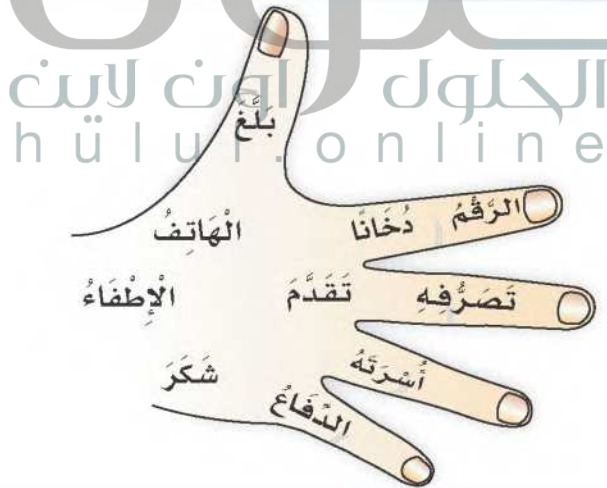 الحلول اون لاين
hulul.online
بَلَّغَ
الرَّقْمُ
دُخَانًا
الْهَاتِفُ
تَصَرُّفِهِ
تَقَدَّمَ
الْإِطْفَاءُ
أُسْرَتَهُ
شَكَرَ
الدِّفَاعُ